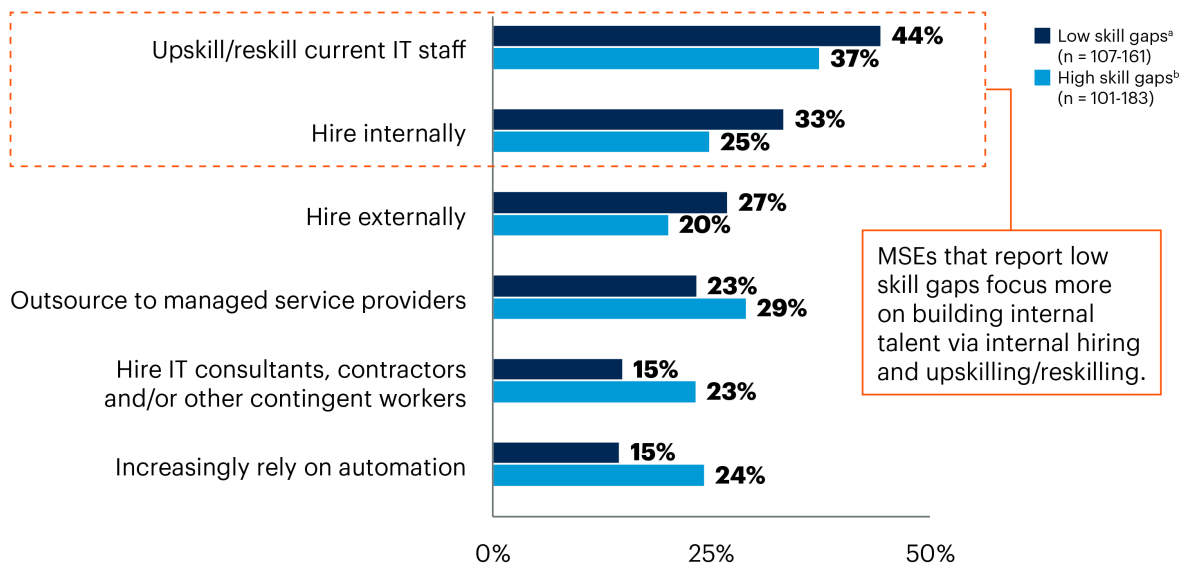 Upskill/reskill current IT staff
44%
37%
Hire internally
33%
25%
Hire externally
27%
20%
Outsource to managed service providers
23%
29%
Hire IT consultants, contractors
and/or other contingent workers
15%
23%
Increasingly rely on automation
15%
24%
0%
25%
50%
Low skill gapsᵃ
(n = 107-161)
High skill gapsᵇ
(n = 101-183)
MSEs that report low
skill gaps focus more
on building internal
talent via internal hiring
and upskilling/reskilling.